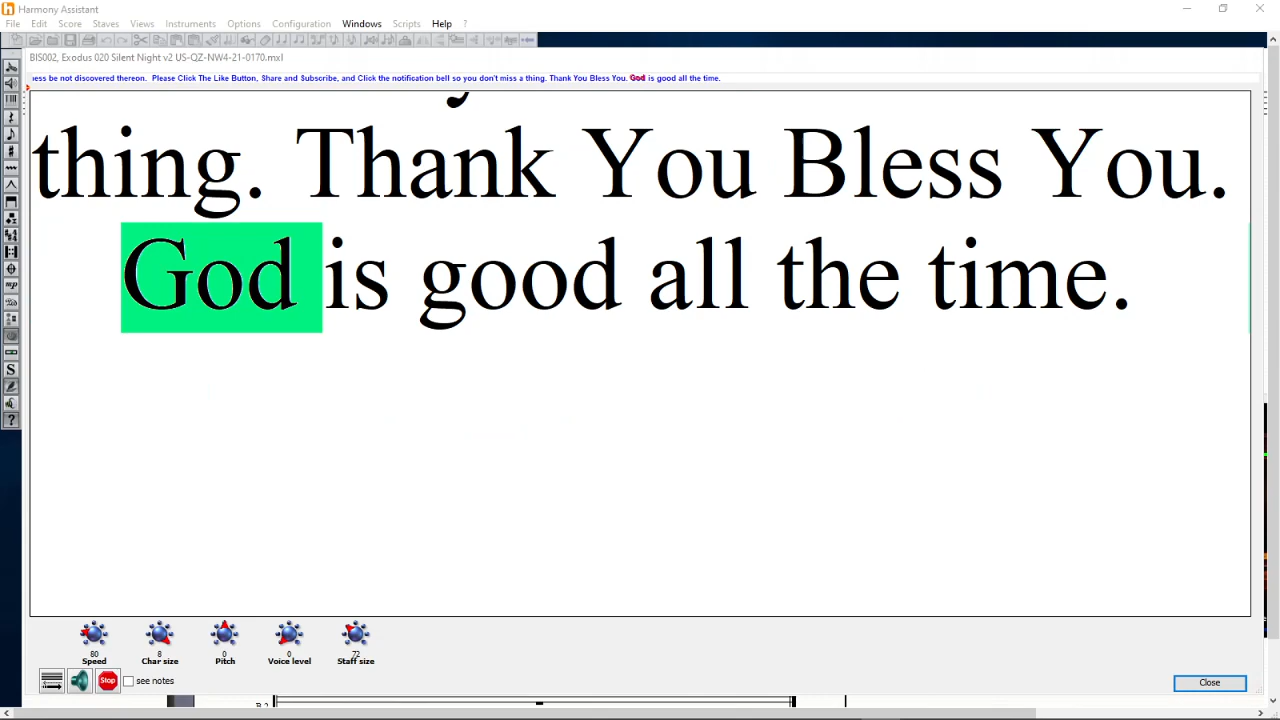 Harmony Assistant
File Edit Score Staves Views Instruments Options Configuration Windows Scripts Help ?
BIS002, Exodus 020 Silent Night v2 US-QZ-NW4-21-0170.mxl
ness be not discovered thereon. Please Click The Like Button, Share and Subscribe, and Click the notification bell so you don't miss a thing. Thank You Bless You. God is good all the time.
thing. Thank You Bless You.
God is good all the time.
80 8 0 0 72
Speed Char size Pitch Voice level Staff size
Stop see notes Close